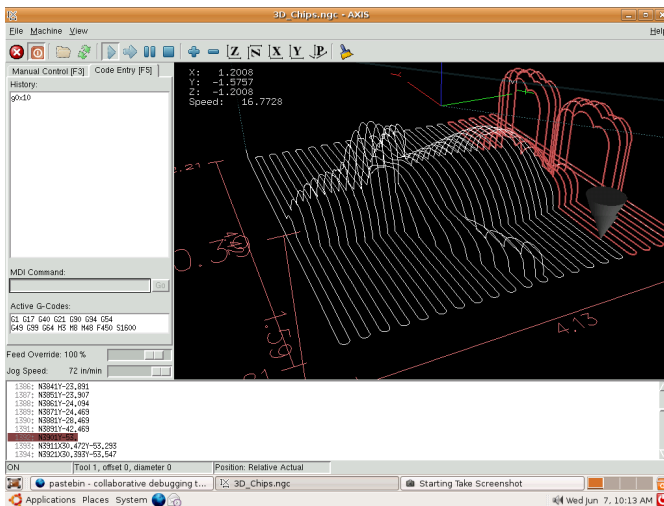 3D_Chips.ngc - AXIS
File Machine View Help
Z N X Y P
Manual Control [F3] Code Entry [F5]
History:
g0x10
X: 1.2008
Y: -1.5757
Z: -1.2008
Speed: 16.7728
4.13
MDI Command:
Go
Active G-Codes:
G1 G17 G40 G21 G90 G94 G54
G49 G99 G64 M3 M8 M48 F450 S1600
Feed Override: 100 %
Jog Speed: 72 in/min
1386: N3841Y-23.891
1387: N3851Y-23.907
1388: N3861Y-24.094
1389: N3871Y-24.469
1390: N3881Y-28.469
1391: N3891Y-42.469
1392: N3901Y-53.
1393: N3911X30.472Y-53.293
1394: N3921X30.393Y-53.547
ON Tool 1, offset 0, diameter 0 Position: Relative Actual
pastebin - collaborative debugging t... 3D_Chips.ngc Starting Take Screenshot
Applications Places System Wed Jun 7, 10:13 AM